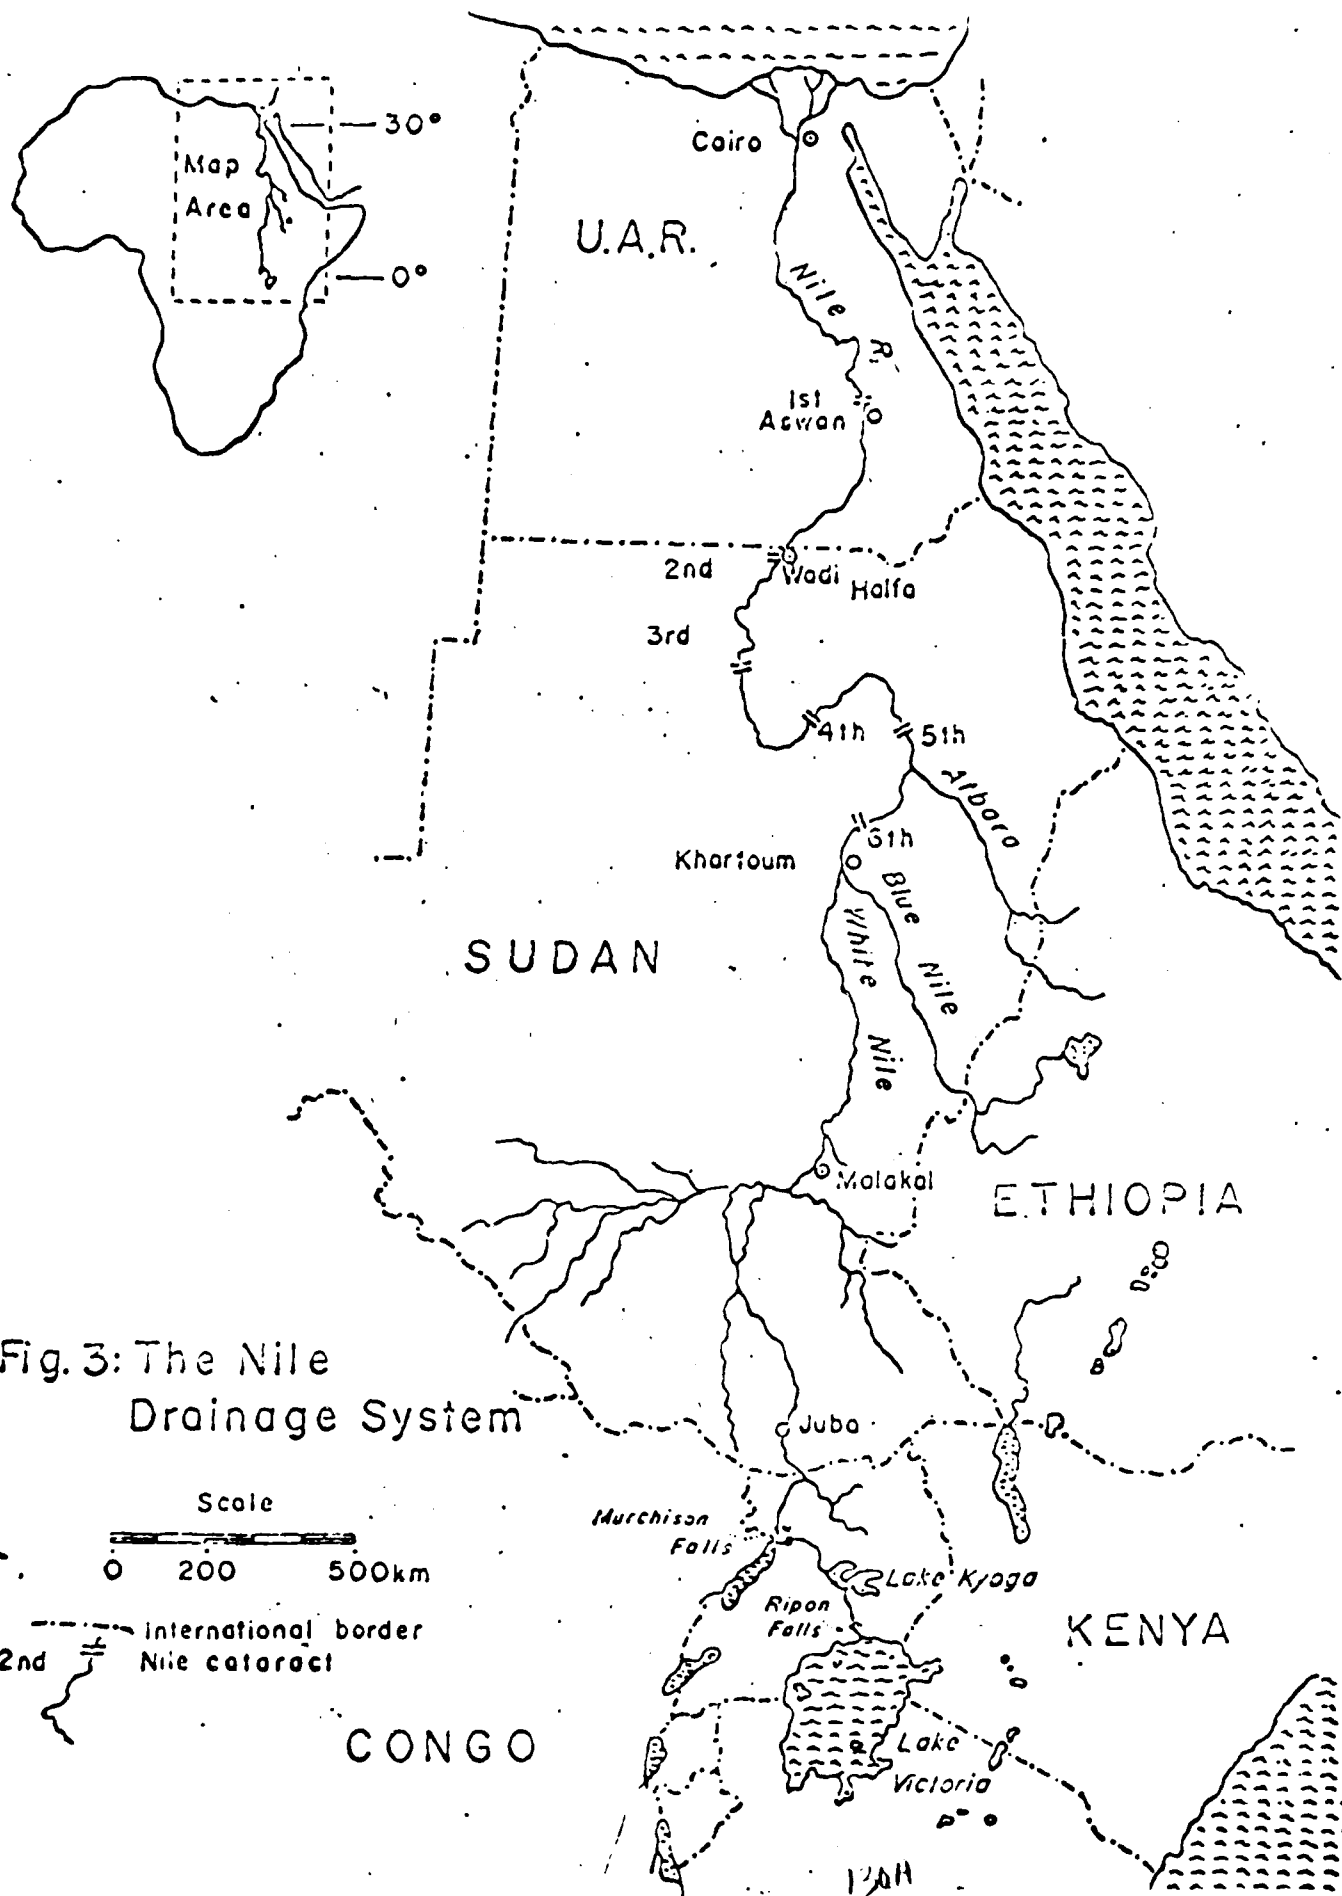 30°
Map
Area
0°
Cairo
U.A.R.
Nile R.
1st
Aswan
2nd
Wadi Halfa
3rd
4th
5th
Atbara
6th
Khartoum
Blue Nile
White Nile
SUDAN
Malakal
ETHIOPIA
Fig. 3: The Nile
Drainage System
Juba
Scale
0 200 500km
Murchison
Falls
Lake Kyoga
Ripon
Falls
International border
2nd Nile cataract
KENYA
CONGO
Lake
Victoria